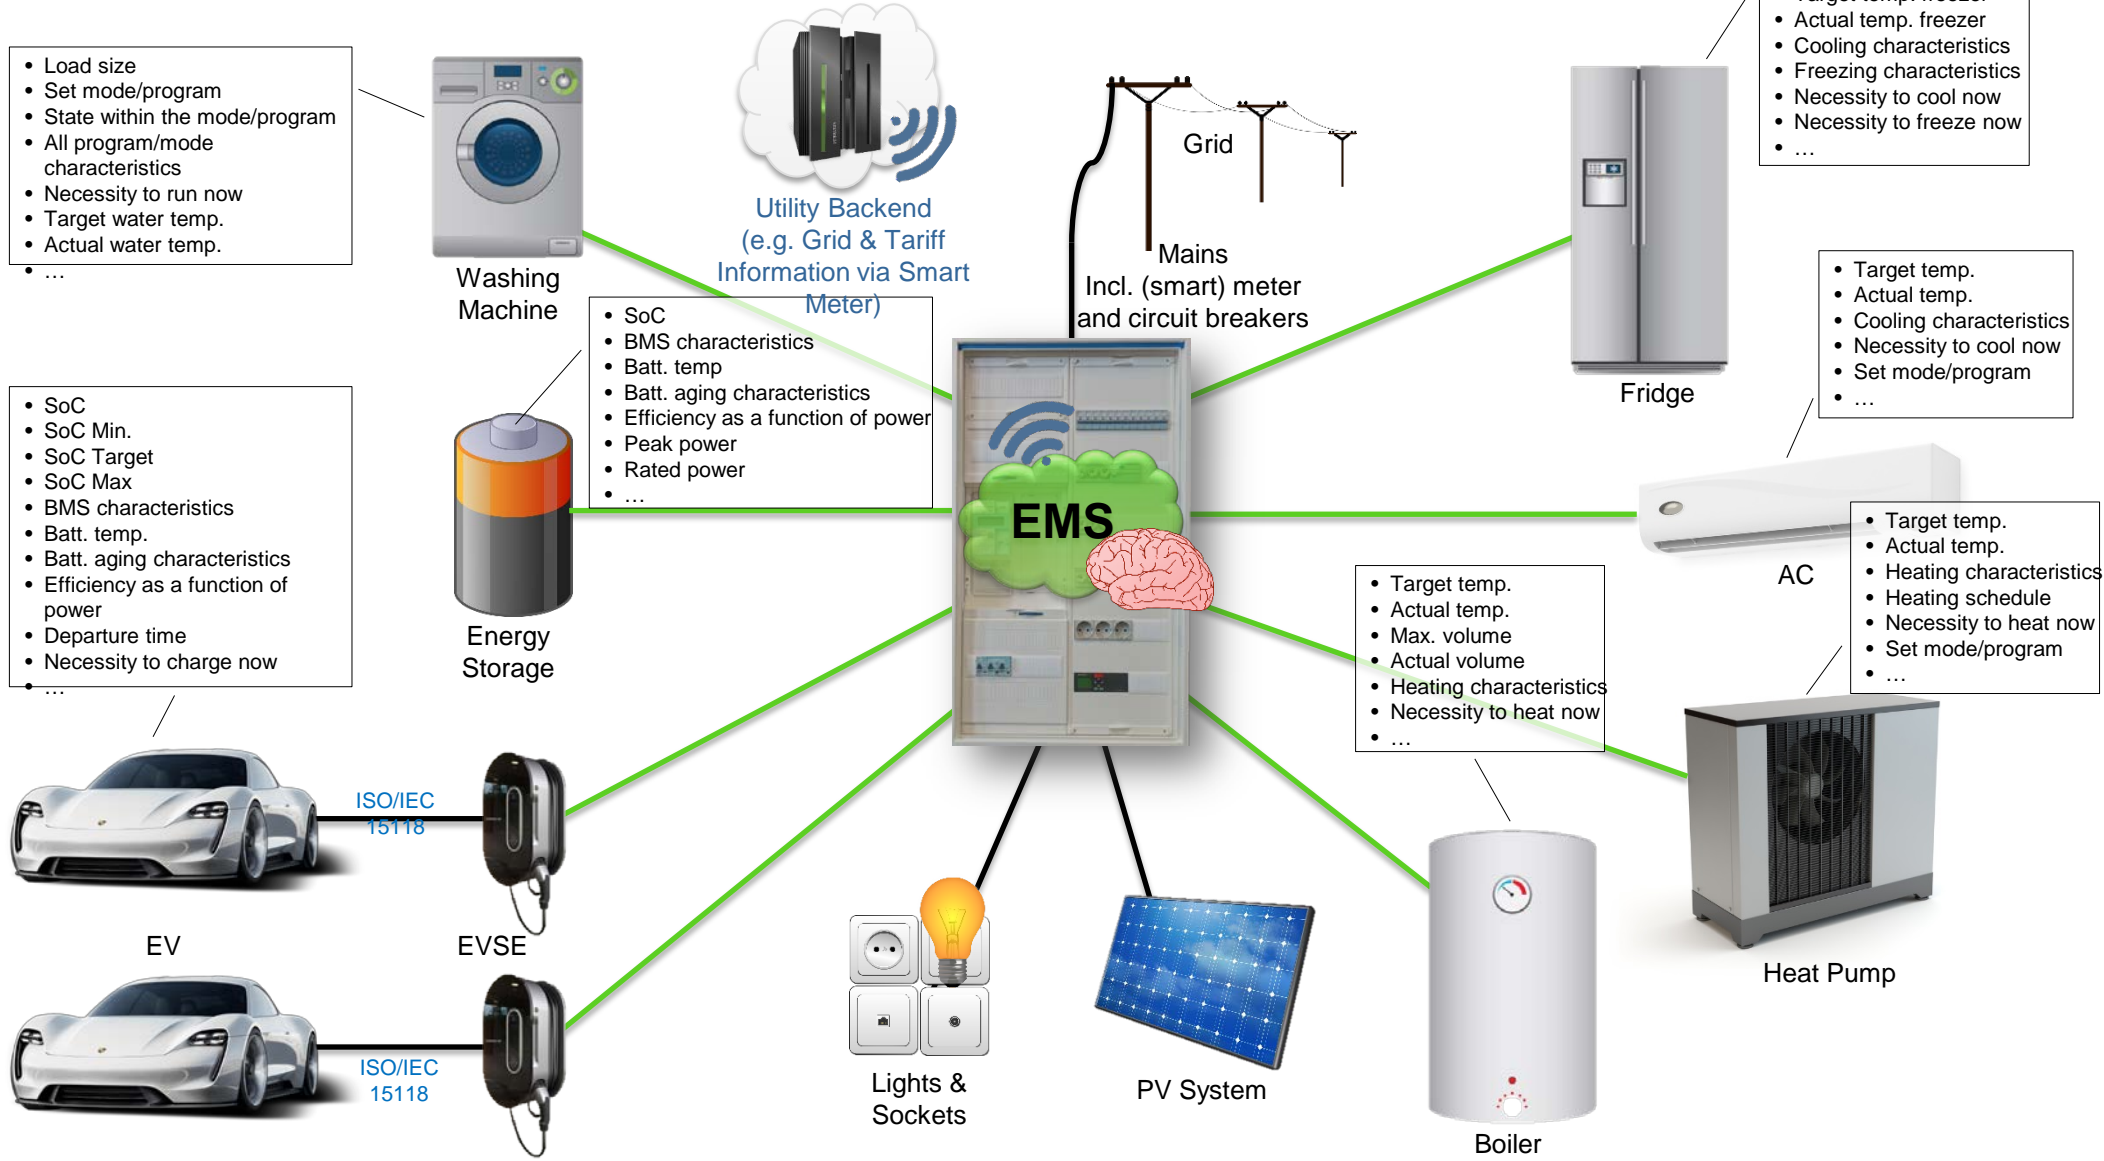 • Load size
• Set mode/program
• State within the mode/program
• All program/mode
characteristics
• Necessity to run now
• Target water temp.
• Actual water temp.
• …
Washing
Machine
Utility Backend
(e.g. Grid & Tariff
Information via Smart
Meter)
Grid
Mains
Incl. (smart) meter
and circuit breakers
• Target temp. freezer
• Actual temp. freezer
• Cooling characteristics
• Freezing characteristics
• Necessity to cool now
• Necessity to freeze now
• …
Fridge
• SoC
• BMS characteristics
• Batt. temp
• Batt. aging characteristics
• Efficiency as a function of power
• Peak power
• Rated power
• …
Energy
Storage
• Target temp.
• Actual temp.
• Cooling characteristics
• Necessity to cool now
• Set mode/program
• …
AC
• SoC
• SoC Min.
• SoC Target
• SoC Max
• BMS characteristics
• Batt. temp.
• Batt. aging characteristics
• Efficiency as a function of
power
• Departure time
• Necessity to charge now
• …
EMS
• Target temp.
• Actual temp.
• Max. volume
• Actual volume
• Heating characteristics
• Necessity to heat now
• …
• Target temp.
• Actual temp.
• Heating characteristics
• Heating schedule
• Necessity to heat now
• Set mode/program
• …
ISO/IEC
15118
EV
EVSE
ISO/IEC
15118
Lights &
Sockets
PV System
Boiler
Heat Pump